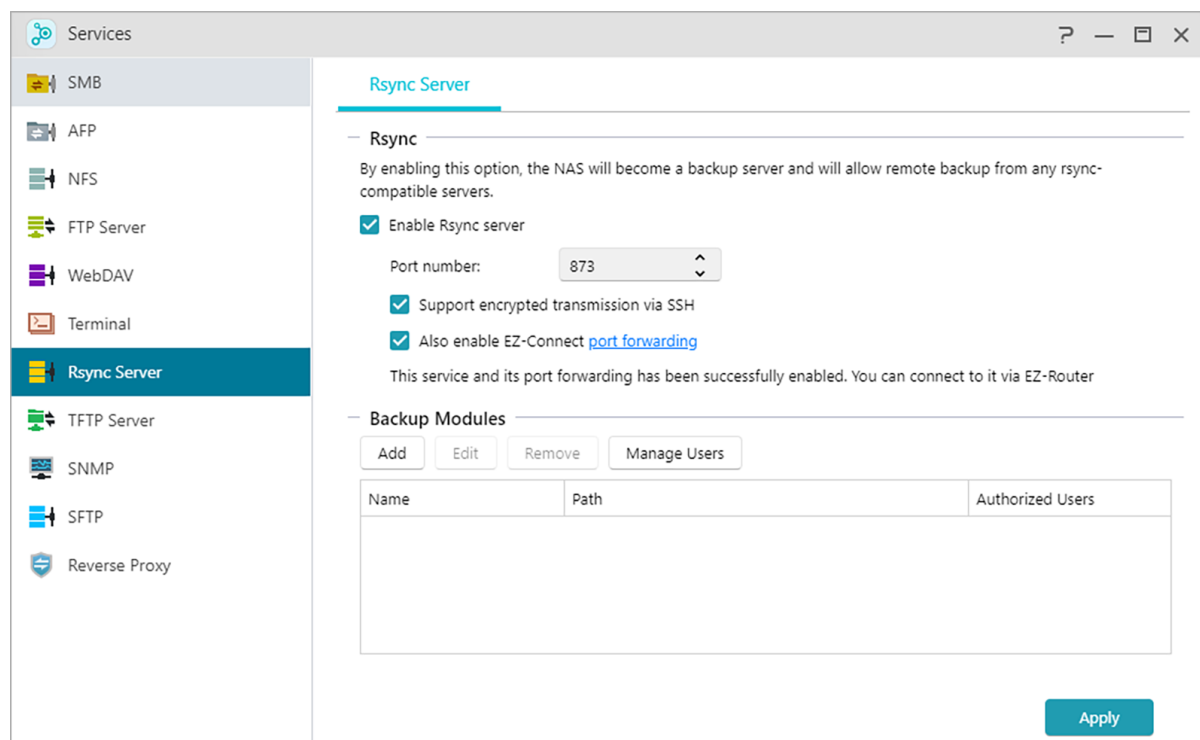 Services
SMB
AFP
NFS
FTP Server
WebDAV
Terminal
Rsync Server
TFTP Server
SNMP
SFTP
Reverse Proxy
Rsync Server
Rsync
By enabling this option, the NAS will become a backup server and will allow remote backup from any rsync-
compatible servers.
Enable Rsync server
Port number: 873
Support encrypted transmission via SSH
Also enable EZ-Connect port forwarding
This service and its port forwarding has been successfully enabled. You can connect to it via EZ-Router
Backup Modules
Add Edit Remove Manage Users
Name Path Authorized Users
Apply